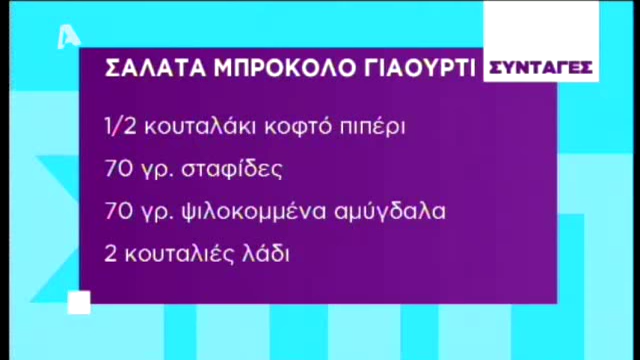 ΣΑΛΑΤΑ ΜΠΡΟΚΟΛΟ ΓΙΑΟΥΡΤΙ
ΣΥΝΤΑΓΕΣ
1/2 κουταλάκι κοφτό πιπέρι
70 γρ. σταφίδες
70 γρ. ψιλοκομμένα αμύγδαλα
2 κουταλιές λάδι